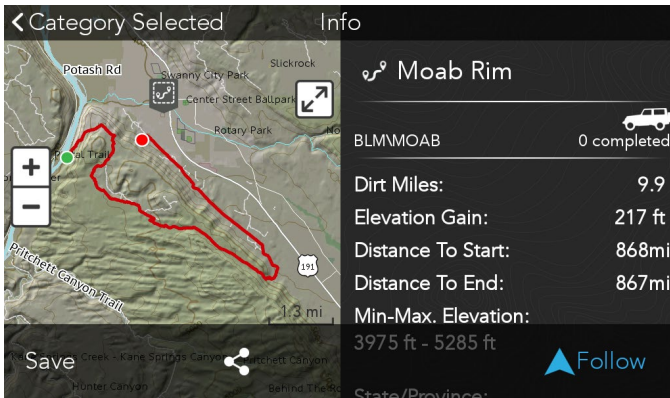 Category Selected
Info
Potash Rd
Slickrock
Swanny City Park
Center Street Ballpark
Rotary Park
Trail
Pritchett Canyon Trail
191
1.3 mi
Creek - Kane Springs Canyon
Pritchett Canyon
Hunter Canyon
Behind The
Save
Moab Rim
BLM\MOAB
0 completed
Dirt Miles:
9.9
Elevation Gain:
217 ft
Distance To Start:
868mi
Distance To End:
867mi
Min-Max. Elevation:
3975 ft - 5285 ft
State/Province:
Follow